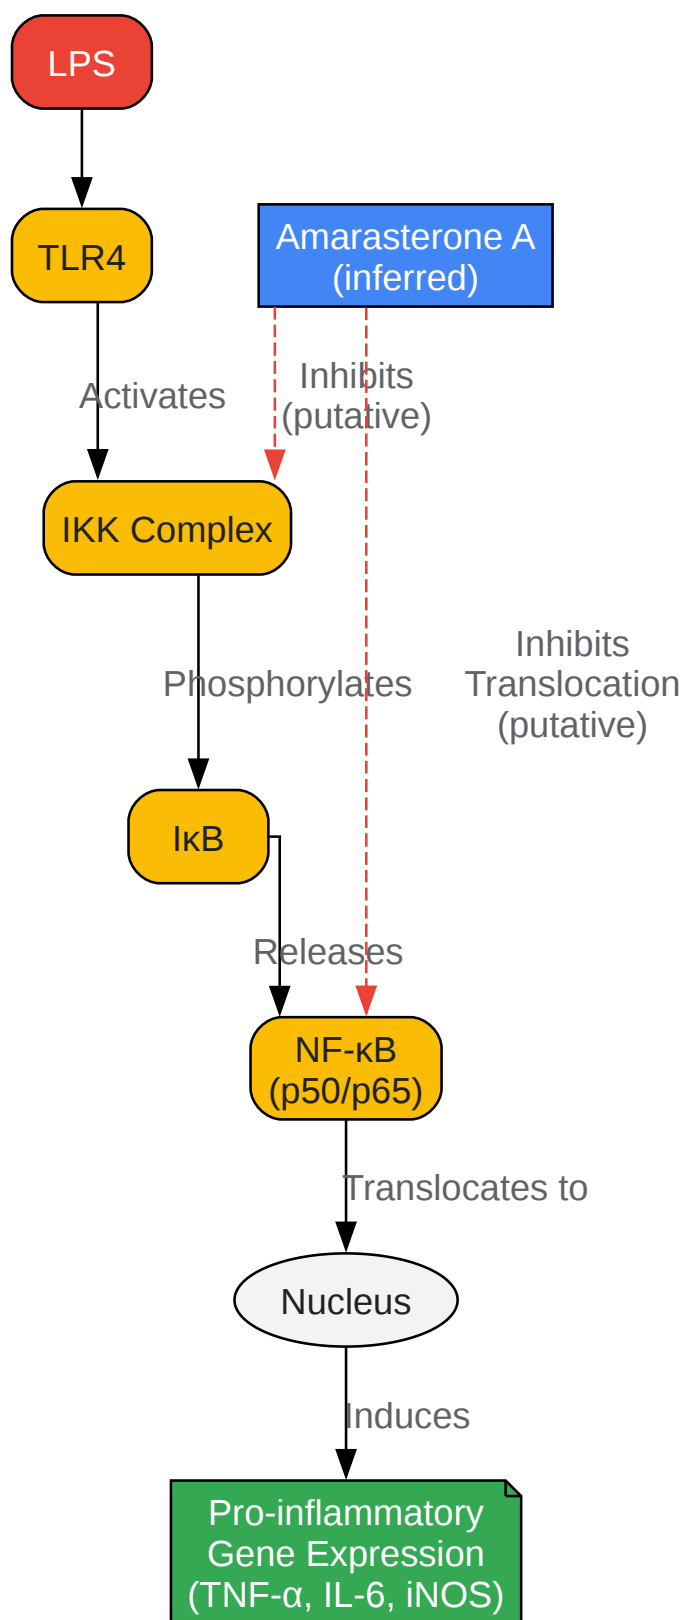 LPS
TLR4
Amarasterone A
(inferred)
Activates
Inhibits
(putative)
IKK Complex
Phosphorylates
Inhibits
Translocation
(putative)
IκB
Releases
NF-κB
(p50/p65)
Translocates to
Nucleus
Induces
Pro-inflammatory
Gene Expression
(TNF-α, IL-6, iNOS)